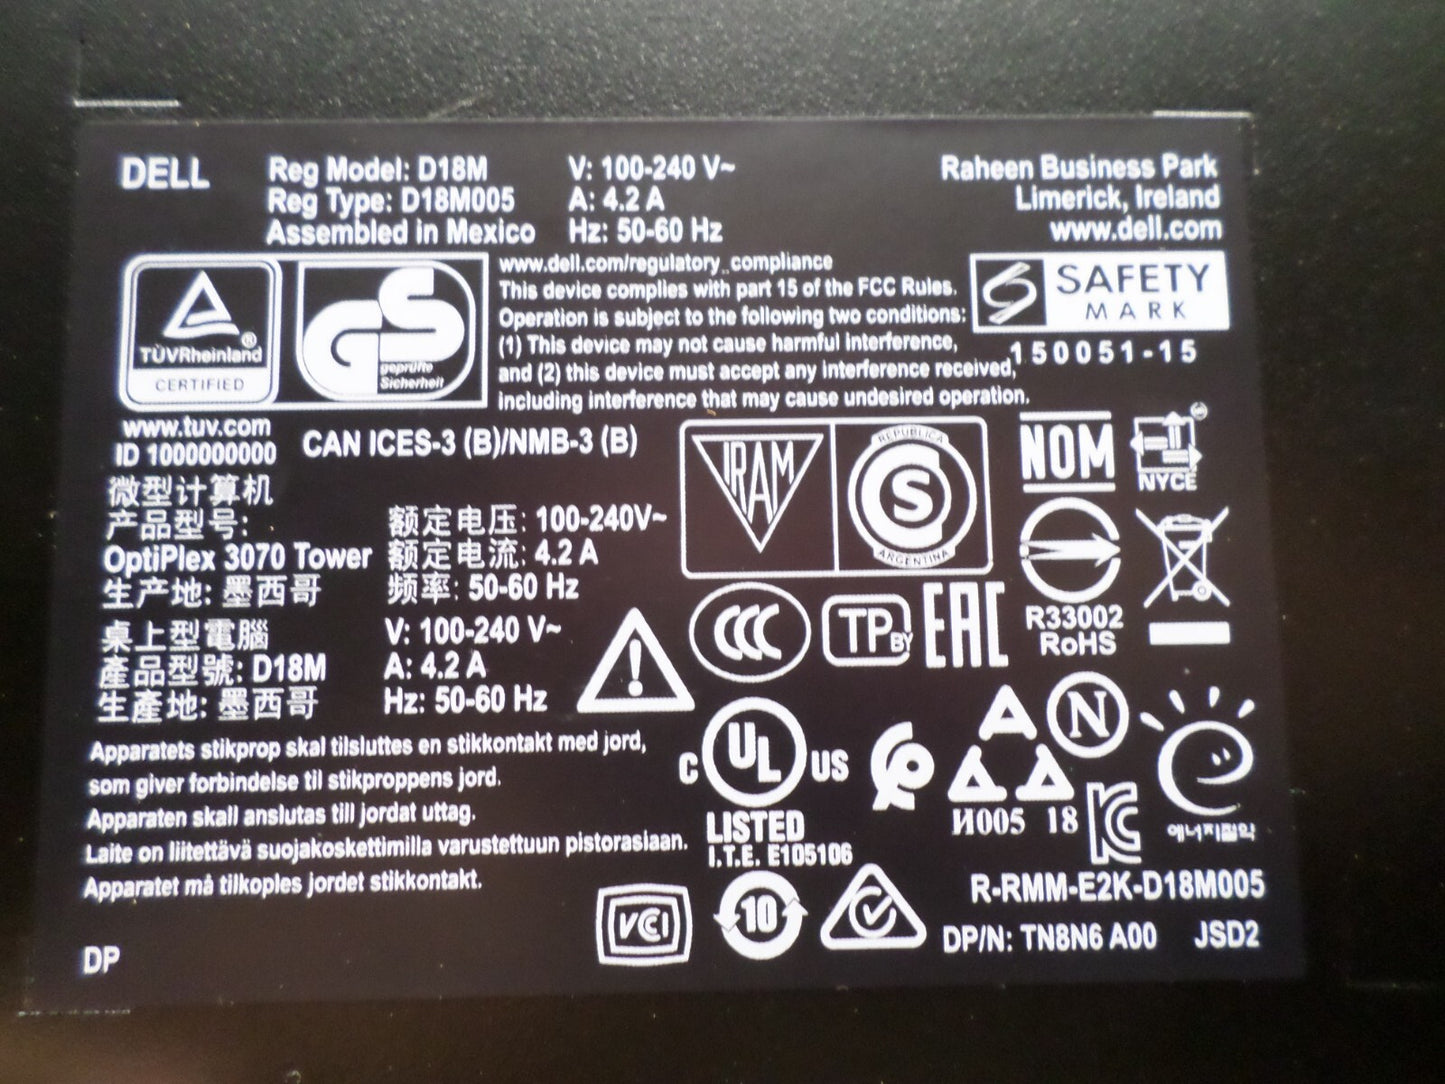 DELL
Reg Model: D18M
Reg Type: D18M005
Assembled in Mexico
V: 100-240 V~
A: 4.2 A
Hz: 50-60 Hz
Raheen Business Park
Limerick, Ireland
www.dell.com
TÜVRheinland
®
CERTIFIED
GS
geprüfte
Sicherheit
www.dell.com/regulatory_compliance
This device complies with part 15 of the FCC Rules.
Operation is subject to the following two conditions:
(1) This device may not cause harmful interference,
and (2) this device must accept any interference received,
including interference that may cause undesired operation.
S SAFETY
MARK
150051-15
www.tuv.com
ID 1000000000
CAN ICES-3 (B)/NMB-3 (B)
微型计算机
产品型号:
OptiPlex 3070 Tower
生产地: 墨西哥
额定电压: 100-240V~
额定电流: 4.2 A
频率: 50-60 Hz
桌上型電腦
產品型號: D18M
生產地: 墨西哥
V: 100-240 V~
A: 4.2 A
Hz: 50-60 Hz
IRAM
REPUBLICA
S
ARGENTINA
NOM
NYCE
R33002
RoHS
CCC
TP BY
EAC
!
Apparatets stikprop skal tilsluttes en stikkontakt med jord,
som giver forbindelse til stikproppens jord.
Apparaten skall anslutas till jordat uttag.
Laite on liitettävä suojakoskettimilla varustettuun pistorasiaan.
Apparatet må tilkoples jordet stikkontakt.
C UL US
LISTED
I.T.E. E105106
N
И005 18
KC
에너지절약
VCI
10
R-RMM-E2K-D18M005
DP/N: TN8N6 A00 JSD2
DP